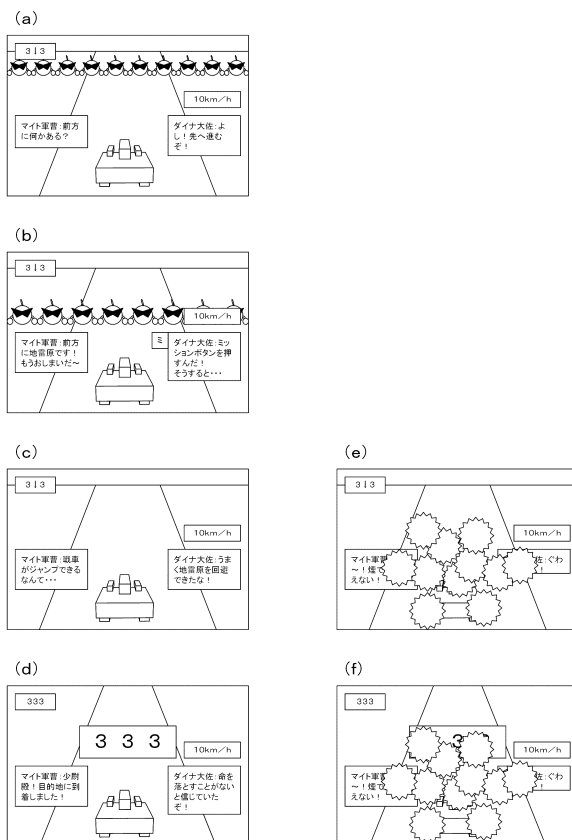 (a)
3↓3
10km/h
マイト軍曹:前方
に何かある?
ダイナ大佐:よ
し!先へ進む
ぞ!
(b)
3↓3
10km/h
マイト軍曹:前方
に地雷原です!
もうおしまいだ~
ミ
ダイナ大佐:ミッ
ションボタンを押
すんだ!
そうすると・・・
(c)
3↓3
10km/h
マイト軍曹:戦車
がジャンプできる
なんて・・・
ダイナ大佐:うま
く地雷原を回避
できたな!
(d)
333
3 3 3
10km/h
マイト軍曹:少尉
殿!目的地に到
着しました!
ダイナ大佐:命を
落とすことがない
と信じていた
ぞ!
(e)
3↓3
10km/h
マイト軍曹
~!煙で
えない!
佐:ぐわ
!
(f)
333
3
10km/h
マイト軍曹
~!煙で
えない!
佐:ぐわ
!